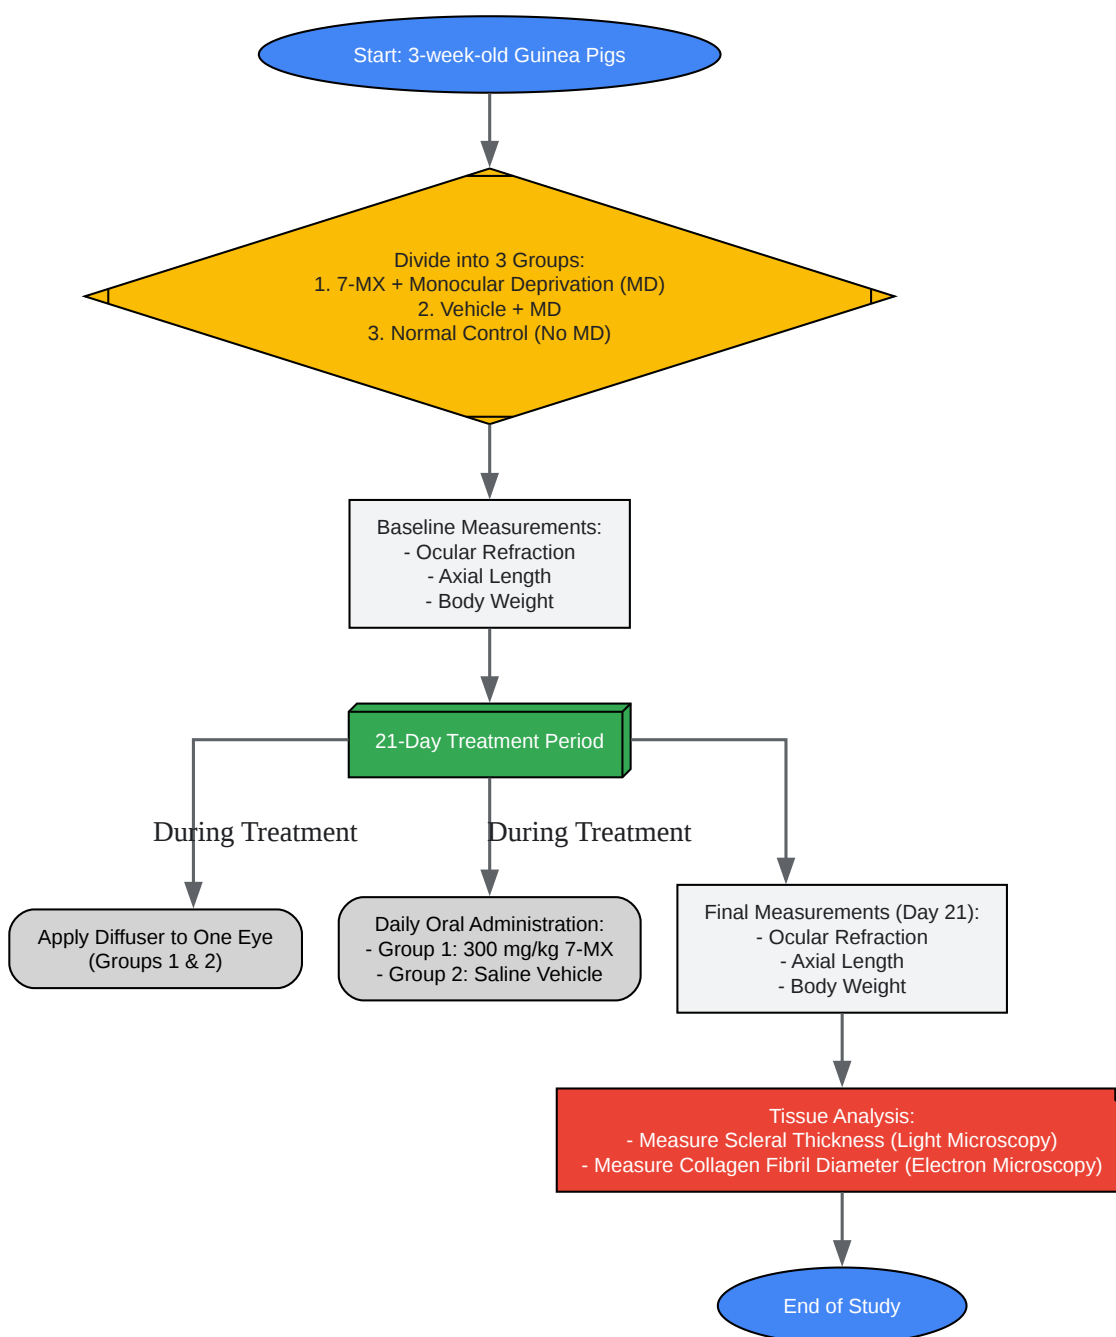 Start: 3-week-old Guinea Pigs
Divide into 3 Groups:
1. 7-MX + Monocular Deprivation (MD)
2. Vehicle + MD
3. Normal Control (No MD)
Baseline Measurements:
- Ocular Refraction
- Axial Length
- Body Weight
21-Day Treatment Period
During Treatment
During Treatment
Apply Diffuser to One Eye
(Groups 1 & 2)
Daily Oral Administration:
- Group 1: 300 mg/kg 7-MX
- Group 2: Saline Vehicle
Final Measurements (Day 21):
- Ocular Refraction
- Axial Length
- Body Weight
Tissue Analysis:
- Measure Scleral Thickness (Light Microscopy)
- Measure Collagen Fibril Diameter (Electron Microscopy)
End of Study